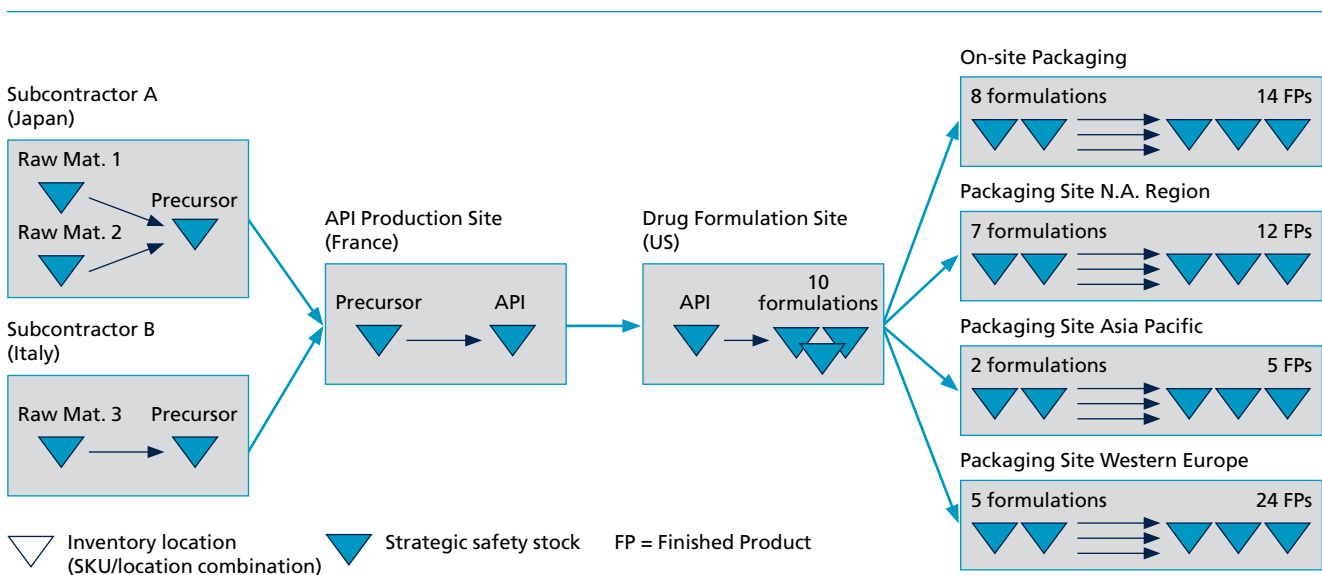 Subcontractor A
(Japan)
Raw Mat. 1
Precursor
Raw Mat. 2
Subcontractor B
(Italy)
Raw Mat. 3 Precursor
API Production Site
(France)
Precursor API
Drug Formulation Site
(US)
API
10
formulations
On-site Packaging
8 formulations 14 FPs
Packaging Site N.A. Region
7 formulations 12 FPs
Packaging Site Asia Pacific
2 formulations 5 FPs
Packaging Site Western Europe
5 formulations 24 FPs
Inventory location
(SKU/location combination)
Strategic safety stock
FP = Finished Product